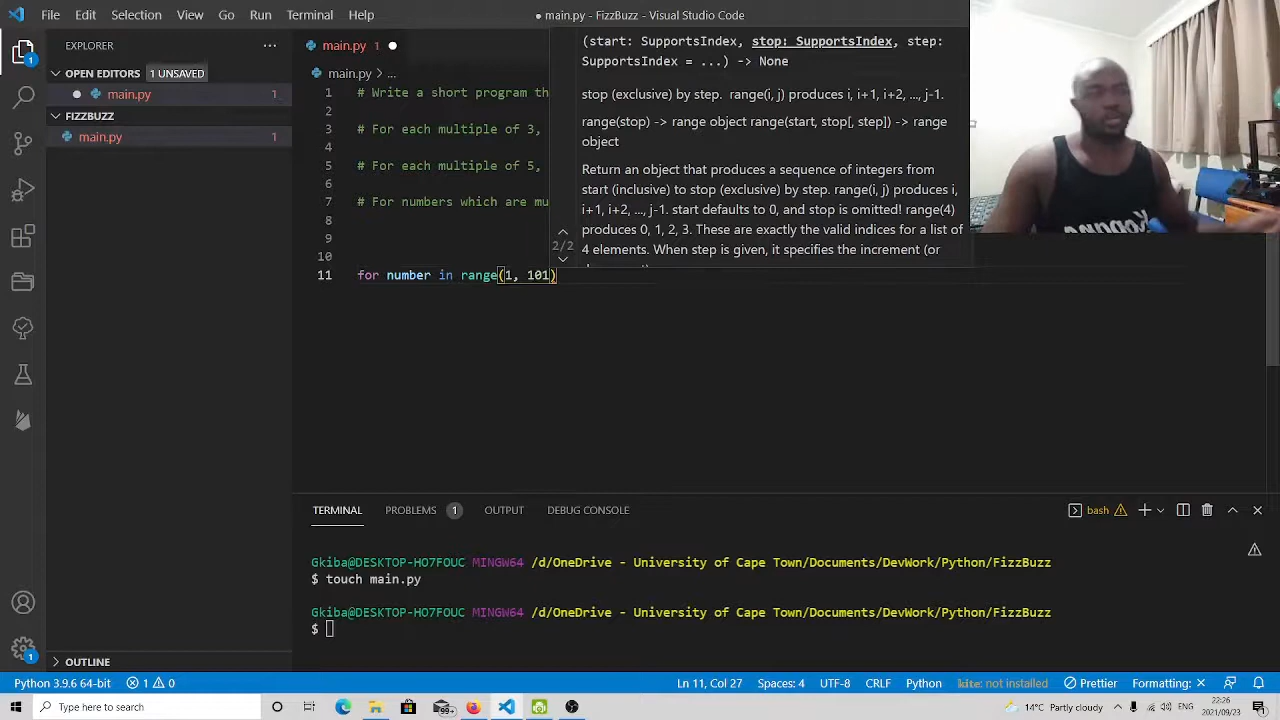 File Edit Selection View Go Run Terminal Help
● main.py - FizzBuzz - Visual Studio Code
EXPLORER
OPEN EDITORS 1 UNSAVED
main.py 1
FIZZBUZZ
main.py 1
OUTLINE
main.py 1
main.py > ...
1 # Write a short program th
2
3 # For each multiple of 3,
4
5 # For each multiple of 5,
6
7 # For numbers which are mu
8
9
10
11 for number in range(1, 101)
2/2
(start: SupportsIndex, stop: SupportsIndex, step:
SupportsIndex = ...) -> None
stop (exclusive) by step. range(i, j) produces i, i+1, i+2, ..., j-1.
range(stop) -> range object range(start, stop[, step]) -> range
object
Return an object that produces a sequence of integers from
start (inclusive) to stop (exclusive) by step. range(i, j) produces i,
i+1, i+2, ..., j-1. start defaults to 0, and stop is omitted! range(4)
produces 0, 1, 2, 3. These are exactly the valid indices for a list of
4 elements. When step is given, it specifies the increment (or
TERMINAL PROBLEMS 1 OUTPUT DEBUG CONSOLE
bash
Gkiba@DESKTOP-HO7FOUC MINGW64 /d/OneDrive - University of Cape Town/Documents/DevWork/Python/FizzBuzz
$ touch main.py
Gkiba@DESKTOP-HO7FOUC MINGW64 /d/OneDrive - University of Cape Town/Documents/DevWork/Python/FizzBuzz
$
Python 3.9.6 64-bit 1 0 Ln 11, Col 27 Spaces: 4 UTF-8 CRLF Python kite: not installed Prettier Formatting: ×
Type here to search
14°C Partly cloudy ENG
22:26
2021/09/23